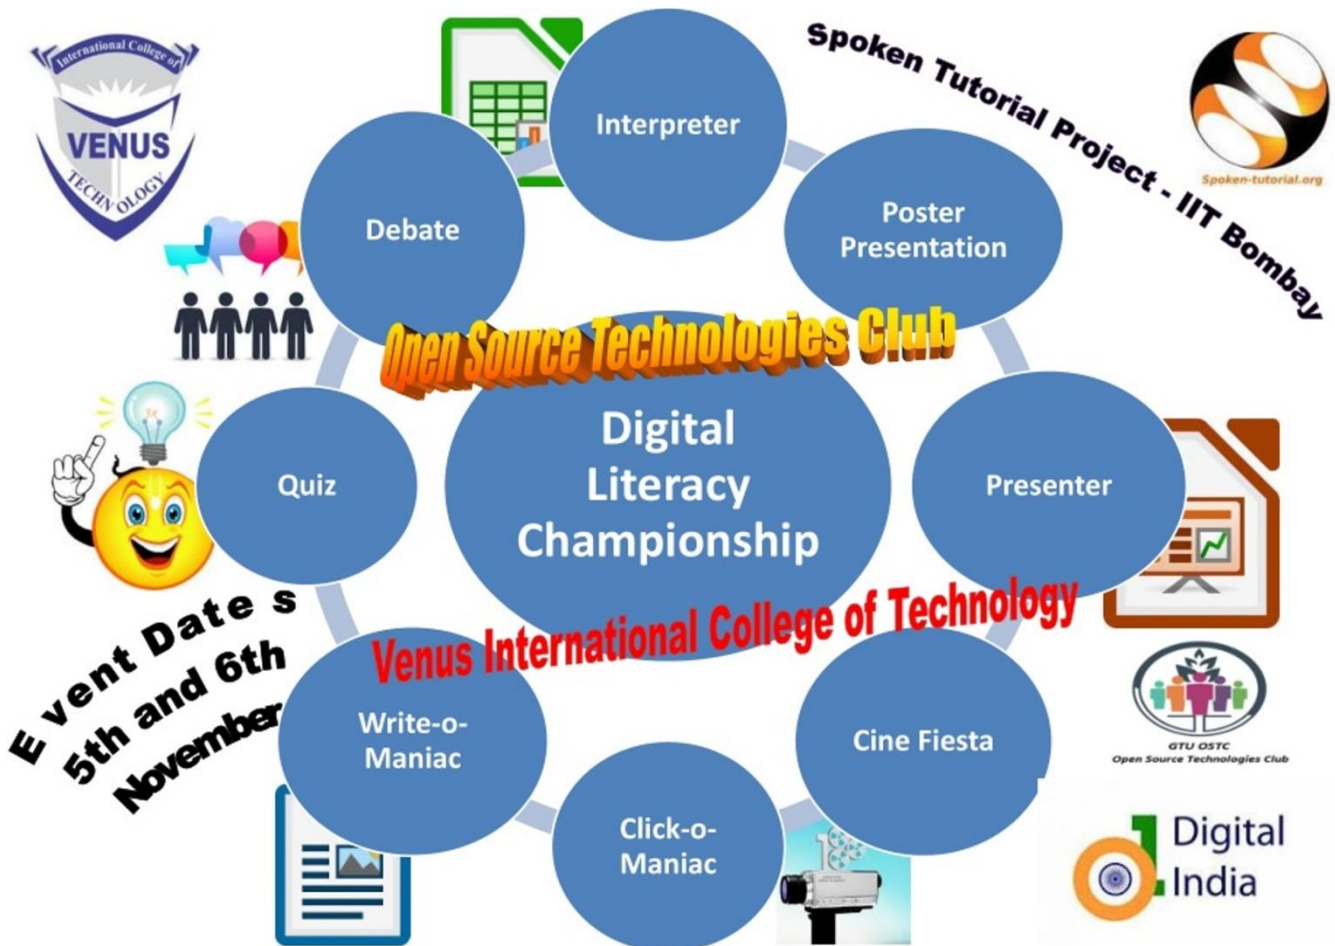 International College of
VENUS
TECHNOLOGY
Spoken Tutorial Project - IIT Bombay
Spoken-tutorial.org
Interpreter
Debate
Poster
Presentation
Open Source Technologies Club
Digital
Literacy
Championship
Quiz
Presenter
Venus International College of Technology
Event Dates
5th and 6th
November
Write-o-
Maniac
Cine Fiesta
Click-o-
Maniac
GTU OSTC
Open Source Technologies Club
Digital
India